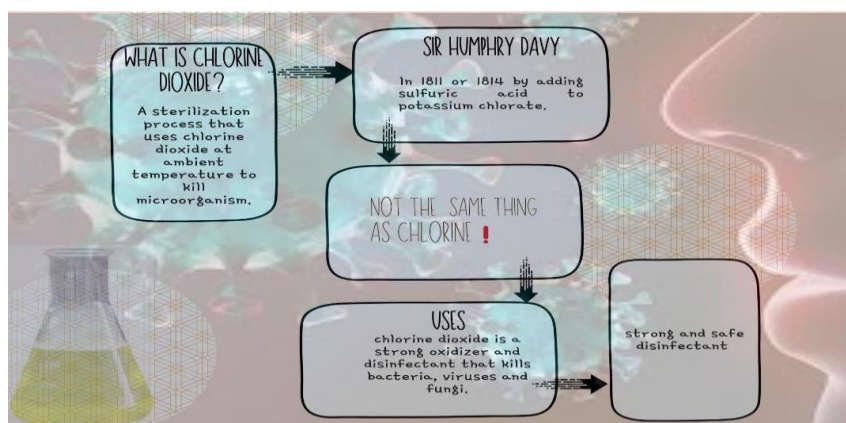 WHAT IS CHLORINE
DIOXIDE?
A sterilization
process that
uses chlorine
dioxide at
ambient
temperature to
kill
microorganism.
SIR HUMPHRY DAVY
In 1811 or 1814 by adding
sulfuric acid to
potassium chlorate.
NOT THE SAME THING
AS CHLORINE !
USES
chlorine dioxide is a
strong oxidizer and
disinfectant that kills
bacteria, viruses and
fungi.
strong and safe
disinfectant